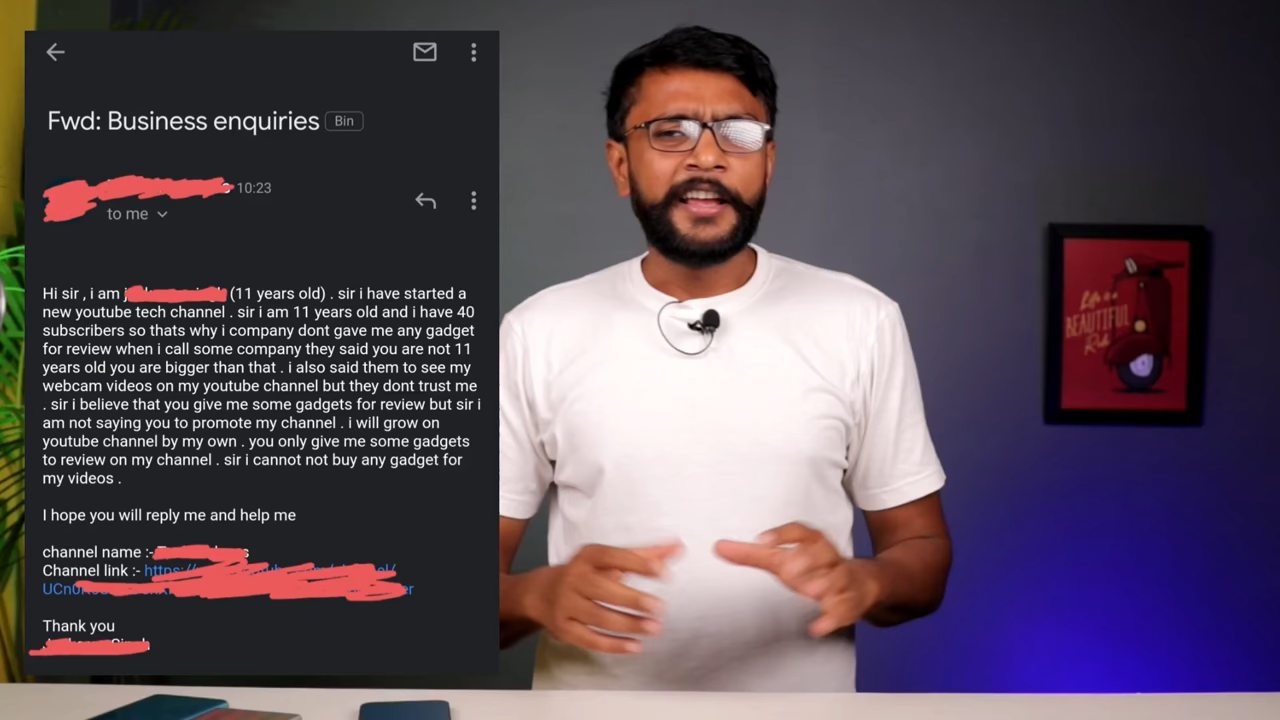 Fwd: Business enquiries Bin
10:23
to me
Hi sir , i am (11 years old) . sir i have started a
new youtube tech channel . sir i am 11 years old and i have 40
subscribers so thats why i company dont gave me any gadget
for review when i call some company they said you are not 11
years old you are bigger than that . i also said them to see my
webcam videos on my youtube channel but they dont trust me
. sir i believe that you give me some gadgets for review but sir i
am not saying you to promote my channel . i will grow on
youtube channel by my own . you only give me some gadgets
to review on my channel . sir i cannot not buy any gadget for
my videos .
I hope you will reply me and help me
channel name :-
Channel link :- https://
Thank you
Life is a
BEAUTIFUL
Ride